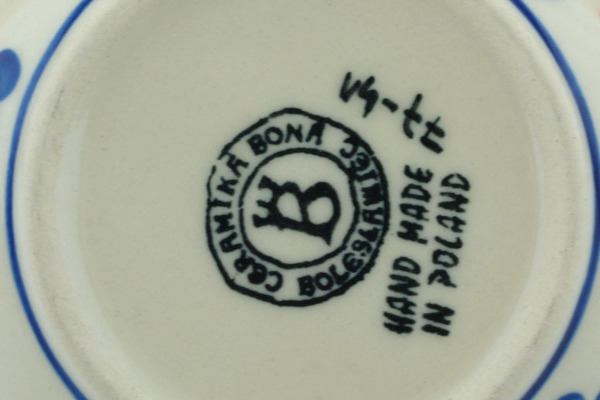 CERAMIKA BONA
BOLESŁAWIEC
B
HAND MADE
IN POLAND